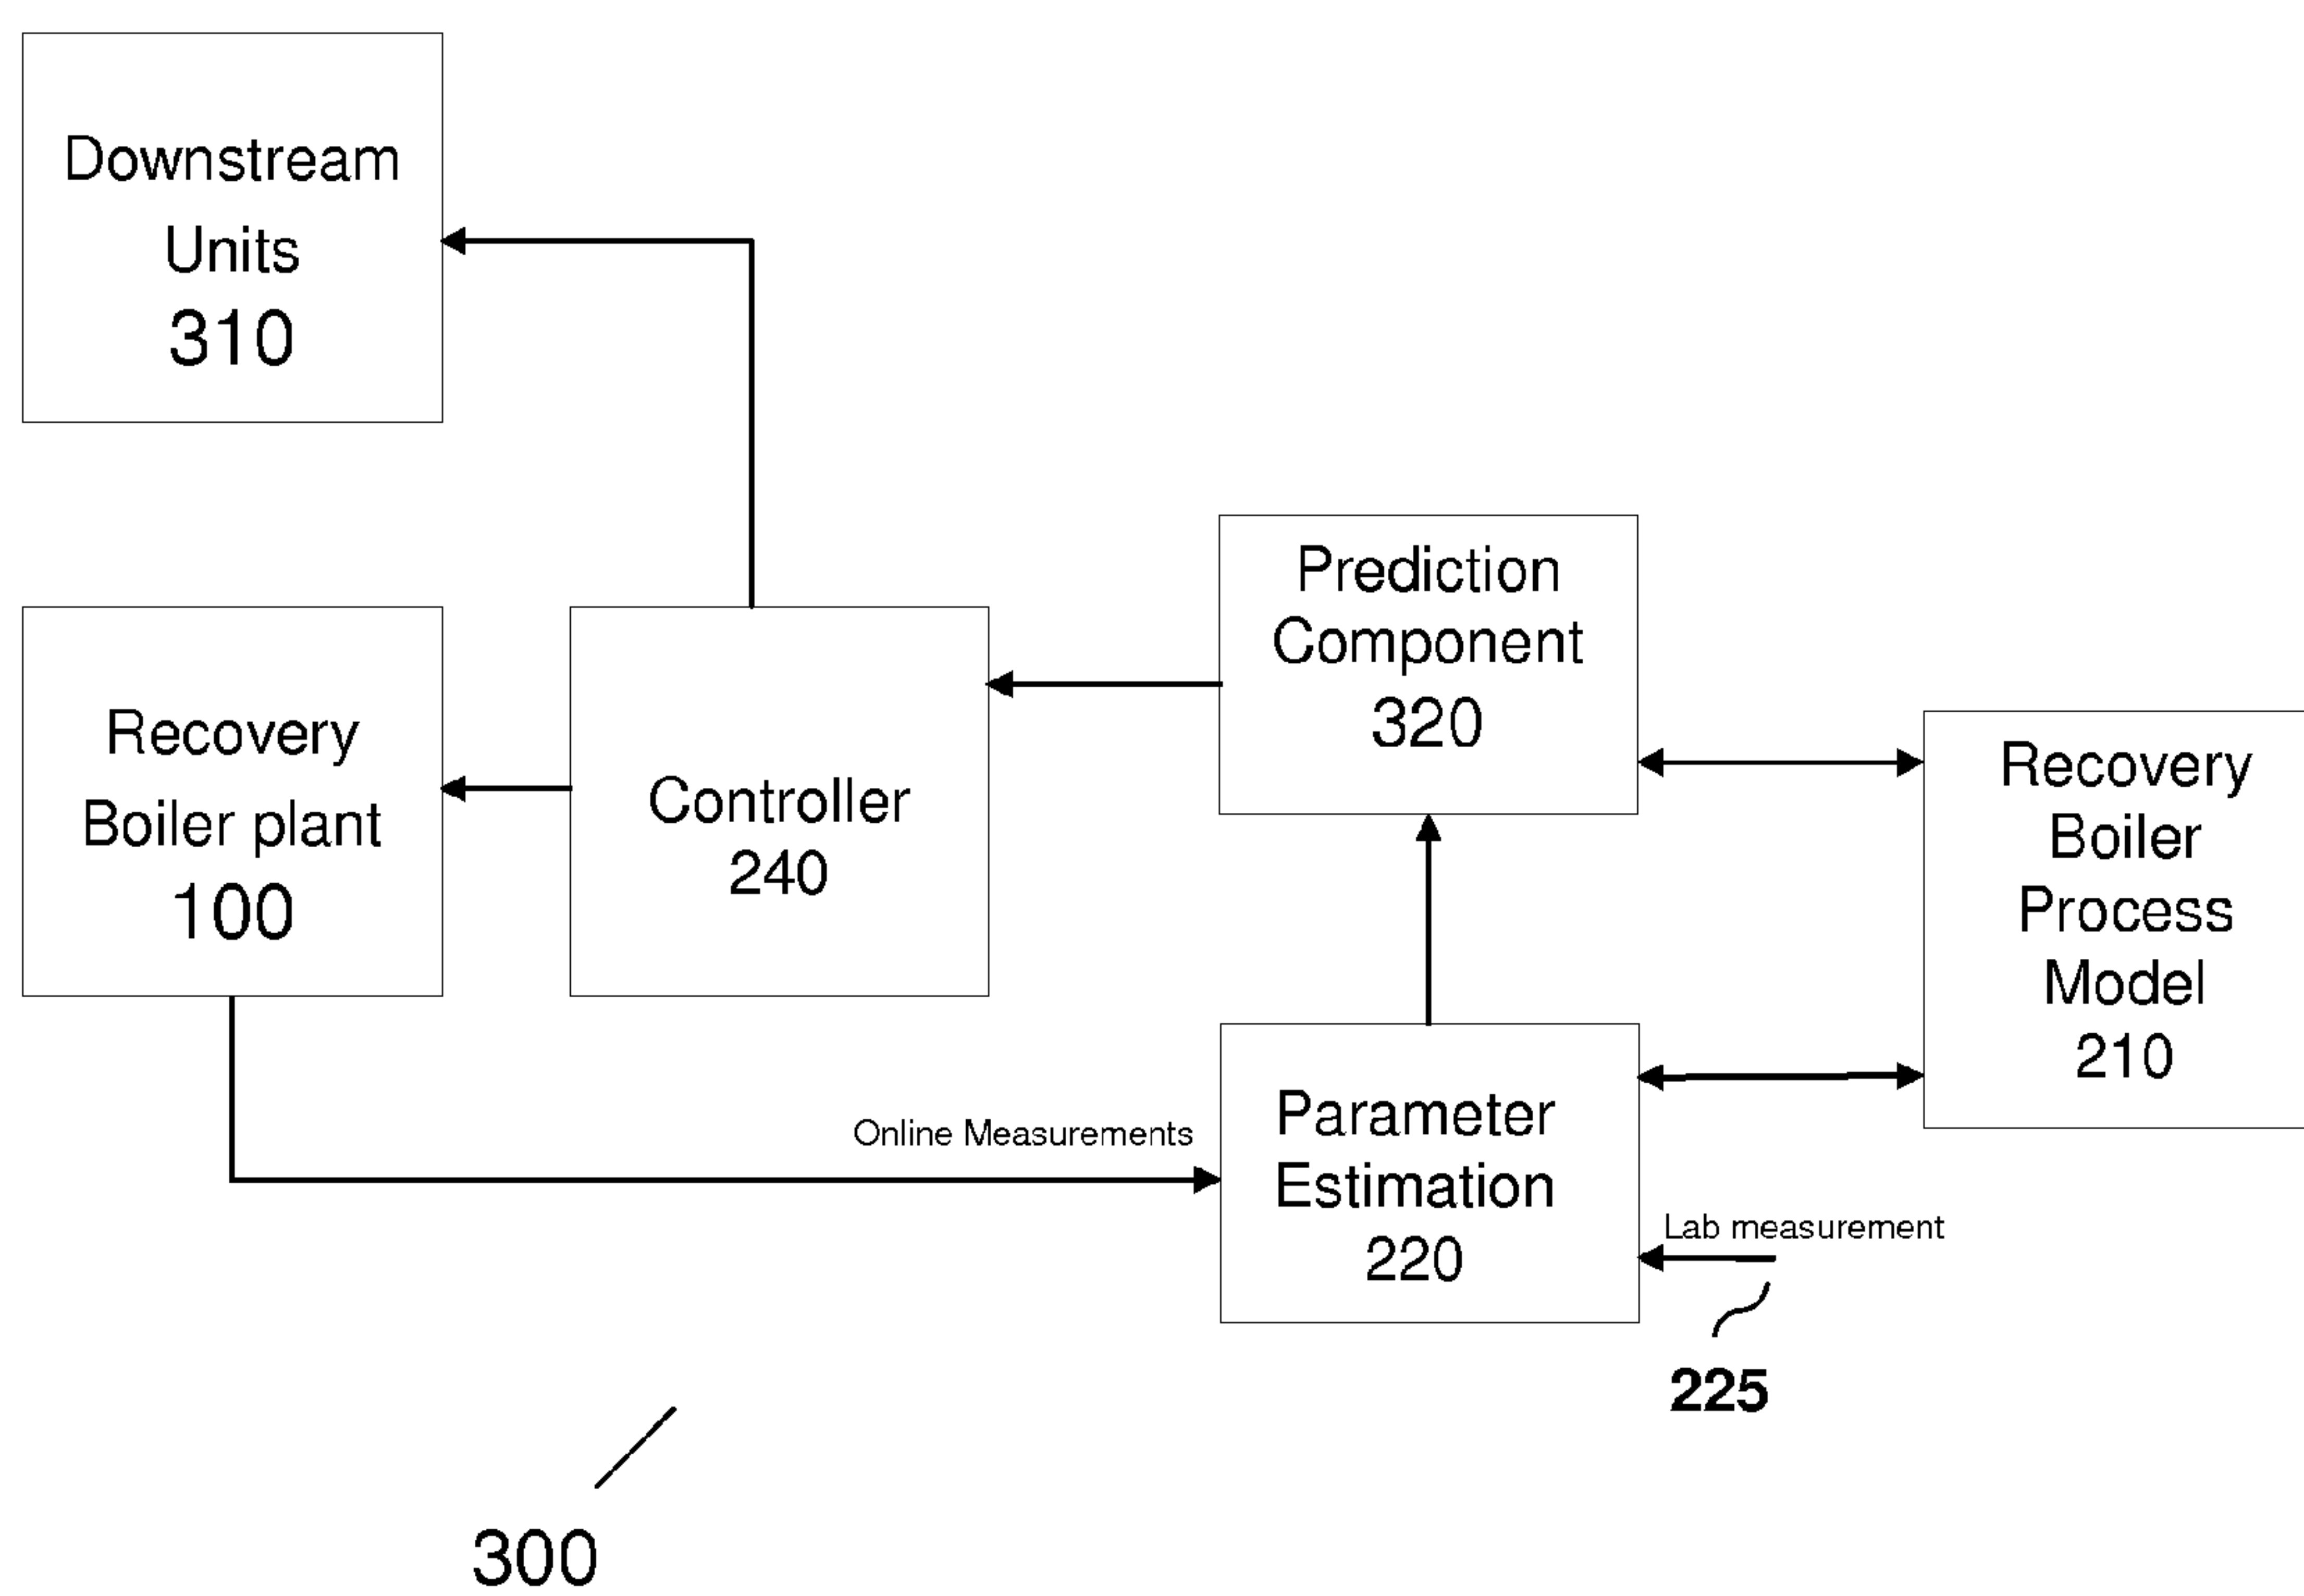 Downstream
Units
310
Prediction
Component
320
Recovery
Boiler plant
100
Controller
240
Recovery
Boiler
Process
Model
210
Online Measurements
Parameter
Estimation
220
Lab measurement
225
300